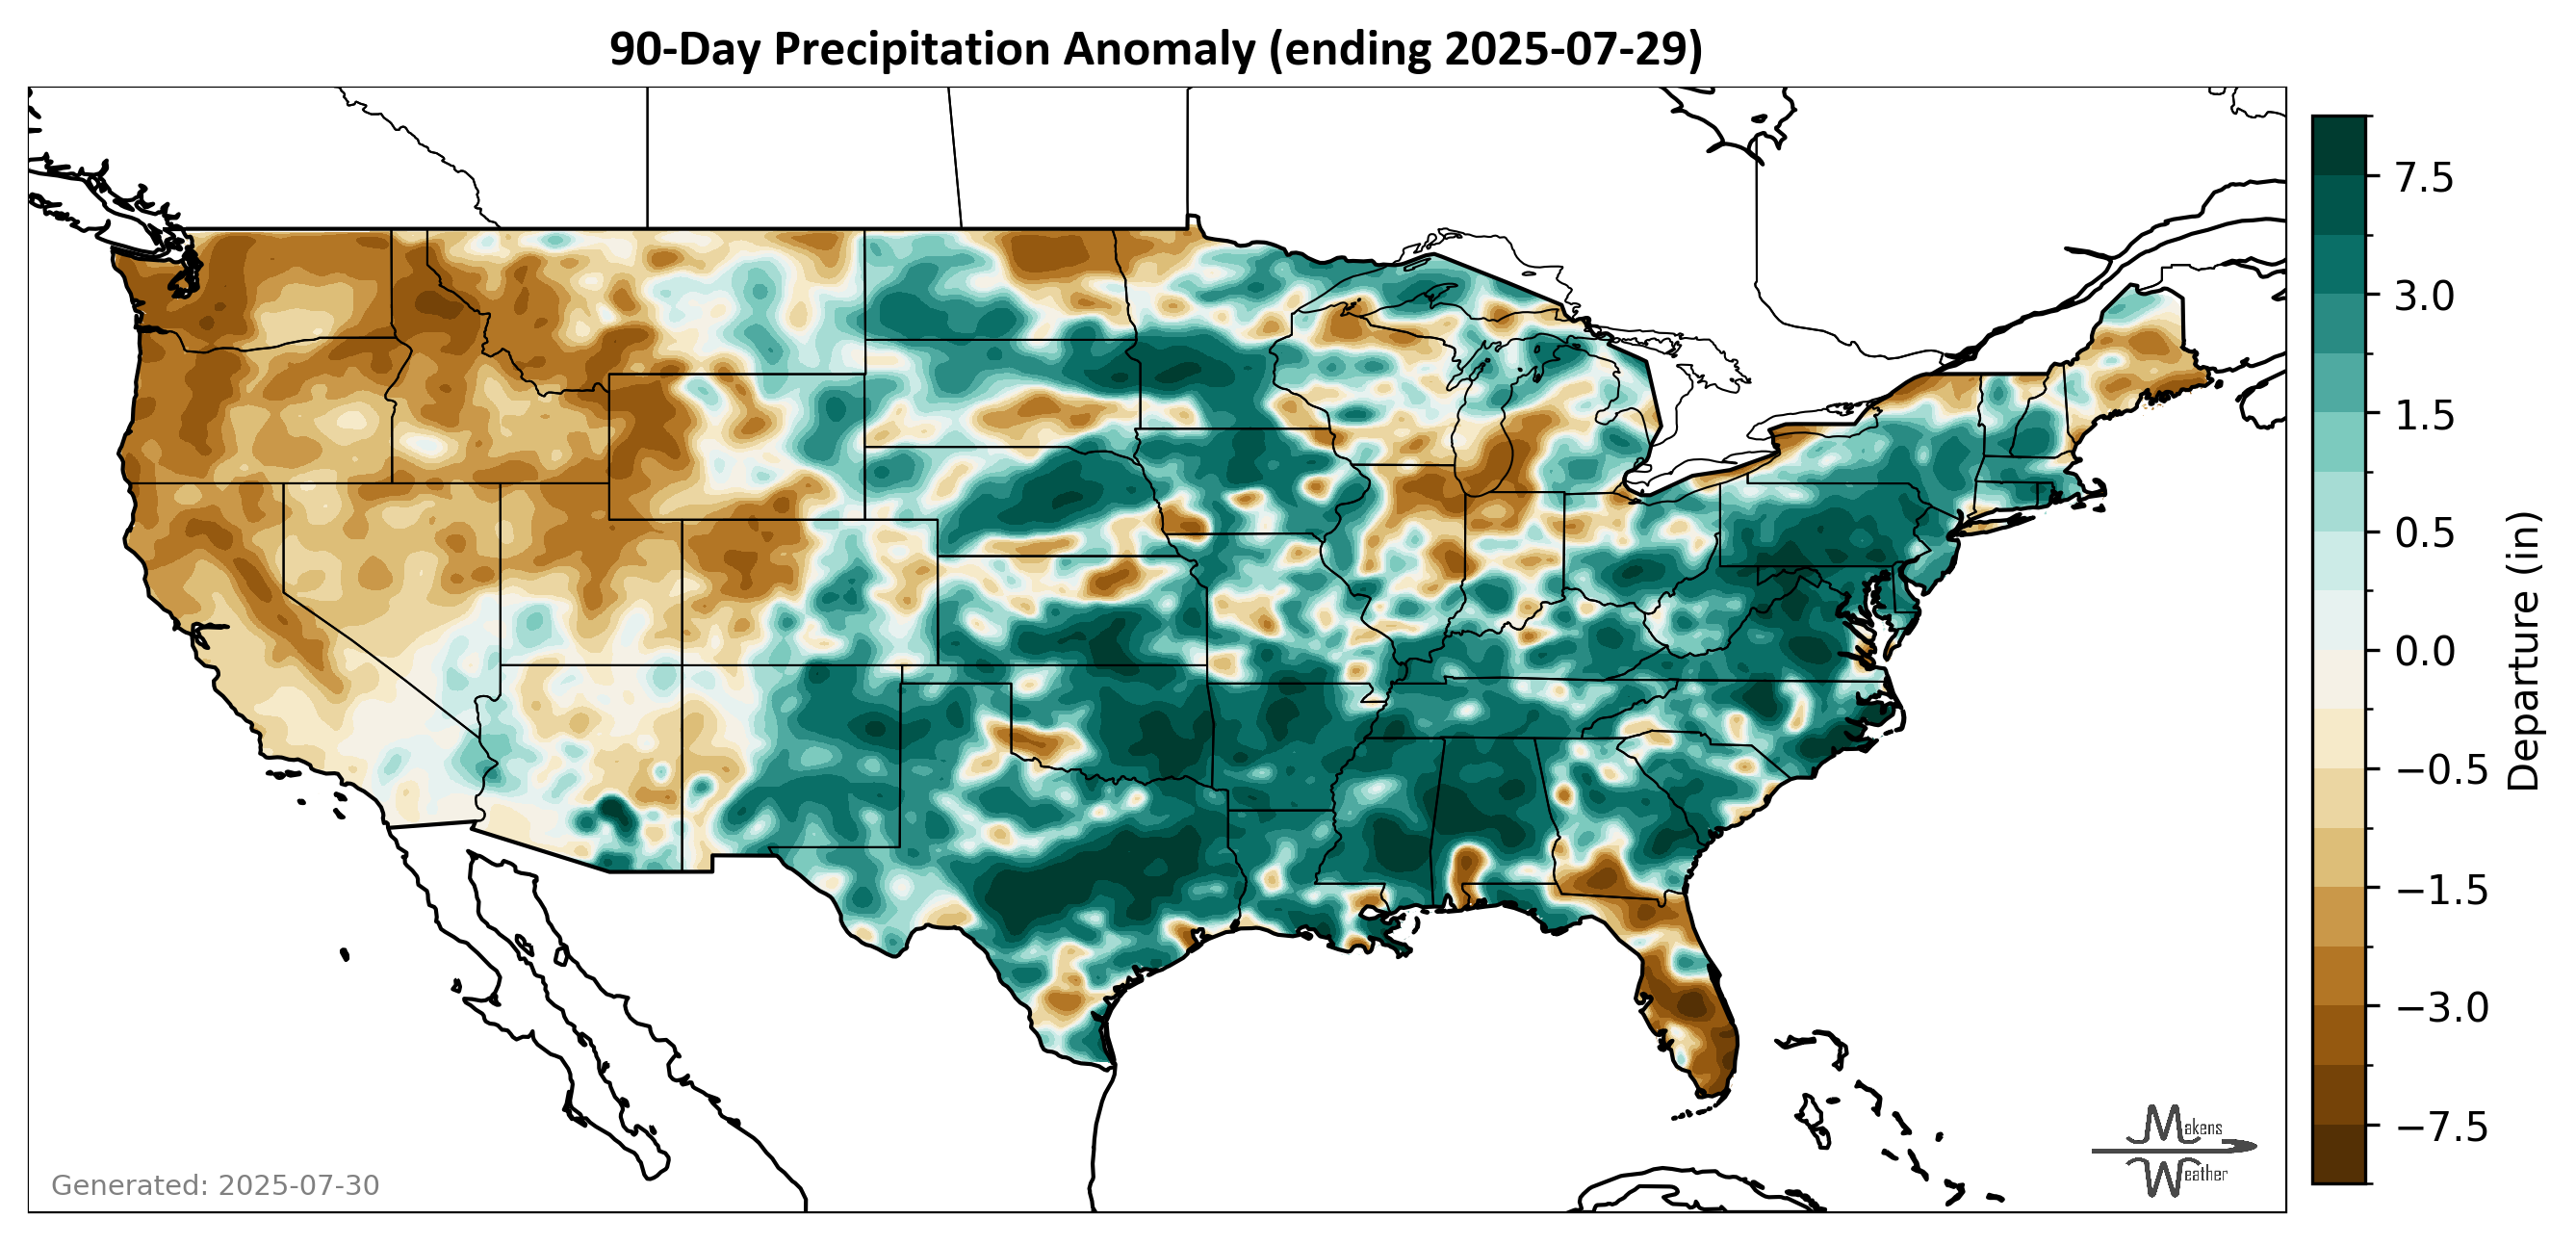 90-Day Precipitation Anomaly (ending 2025-07-29)
7.5
3.0
1.5
0.5
0.0
−0.5
−1.5
−3.0
−7.5
Departure (in)
Makens
Weather
Generated: 2025-07-30